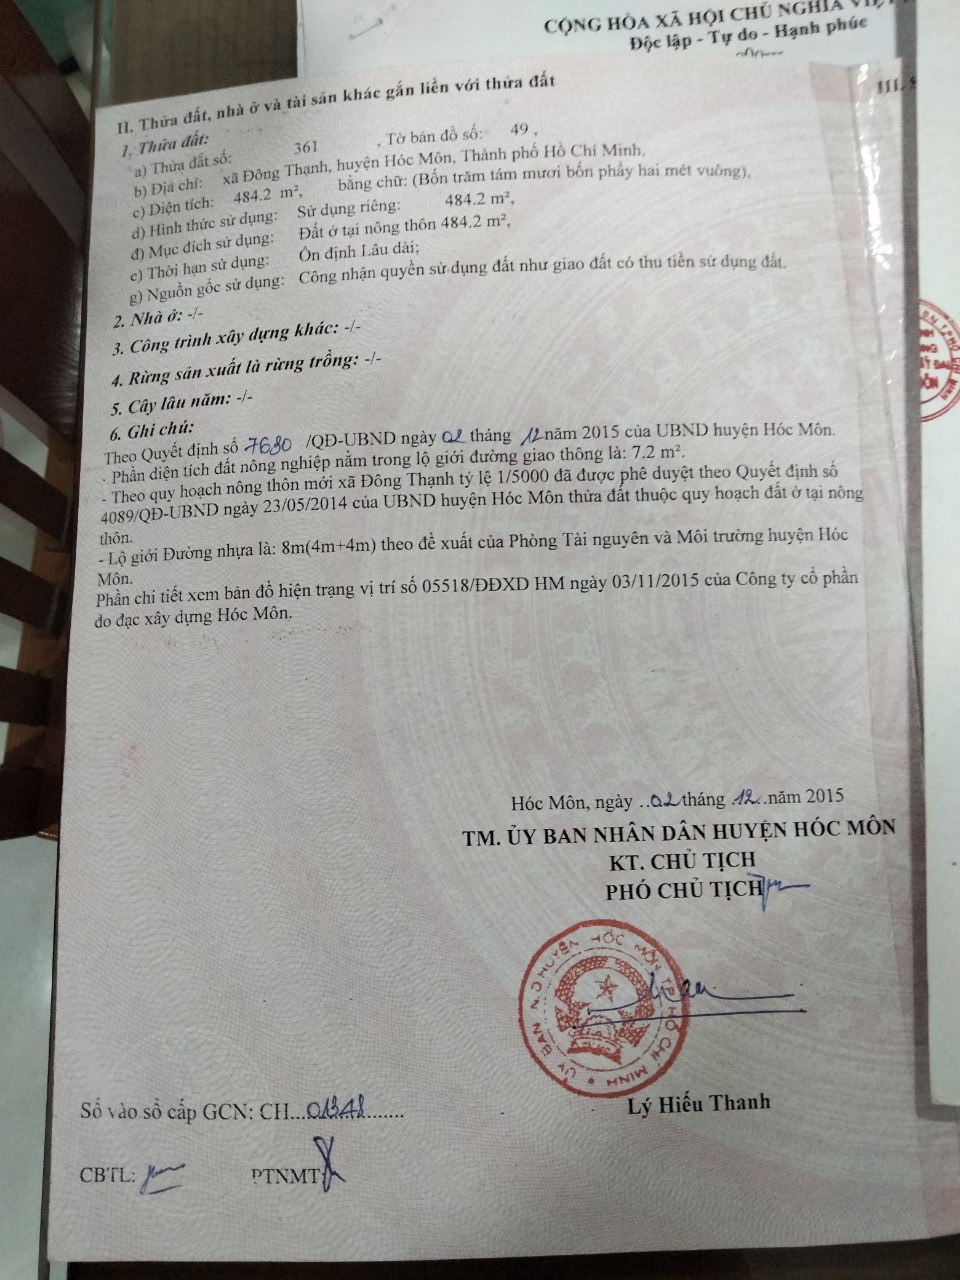 CỘNG HÒA XÃ HỘI CHỦ NGHĨA VIỆT
Độc lập - Tự do - Hạnh phúc
II. Thửa đất, nhà ở và tài sản khác gắn liền với thửa đất
III.
1. Thửa đất:
a) Thửa đất số: 361 , Tờ bản đồ số: 49 ,
b) Địa chỉ: xã Đông Thạnh, huyện Hóc Môn, Thành phố Hồ Chí Minh,
c) Diện tích: 484.2 m², bằng chữ: (Bốn trăm tám mươi bốn phẩy hai mét vuông),
d) Hình thức sử dụng: Sử dụng riêng: 484.2 m²,
đ) Mục đích sử dụng: Đất ở tại nông thôn 484.2 m²,
e) Thời hạn sử dụng: Ổn định Lâu dài;
g) Nguồn gốc sử dụng: Công nhận quyền sử dụng đất như giao đất có thu tiền sử dụng đất.
2. Nhà ở: -/-
3. Công trình xây dựng khác: -/-
4. Rừng sản xuất là rừng trồng: -/-
5. Cây lâu năm: -/-
6. Ghi chú:
Theo Quyết định số 7680 /QĐ-UBND ngày 02 tháng 12 năm 2015 của UBND huyện Hóc Môn.
- Phần diện tích đất nông nghiệp nằm trong lộ giới đường giao thông là: 7.2 m².
- Theo quy hoạch nông thôn mới xã Đông Thạnh tỷ lệ 1/5000 đã được phê duyệt theo Quyết định số
4089/QĐ-UBND ngày 23/05/2014 của UBND huyện Hóc Môn thửa đất thuộc quy hoạch đất ở tại nông
thôn.
- Lộ giới Đường nhựa là: 8m(4m+4m) theo đề xuất của Phòng Tài nguyên và Môi trường huyện Hóc
Môn.
Phần chi tiết xem bản đồ hiện trạng vị trí số 05518/ĐĐXD HM ngày 03/11/2015 của Công ty cổ phần
đo đạc xây dựng Hóc Môn.
Hóc Môn, ngày ..02 tháng .12..năm 2015
TM. ỦY BAN NHÂN DÂN HUYỆN HÓC MÔN
KT. CHỦ TỊCH
PHÓ CHỦ TỊCH
ỦY BAN N.D HUYỆN HÓC MÔN TP HỒ CHÍ MINH
Lý Hiếu Thanh
Số vào sổ cấp GCN: CH...01348.......
CBTL: PTNMT: